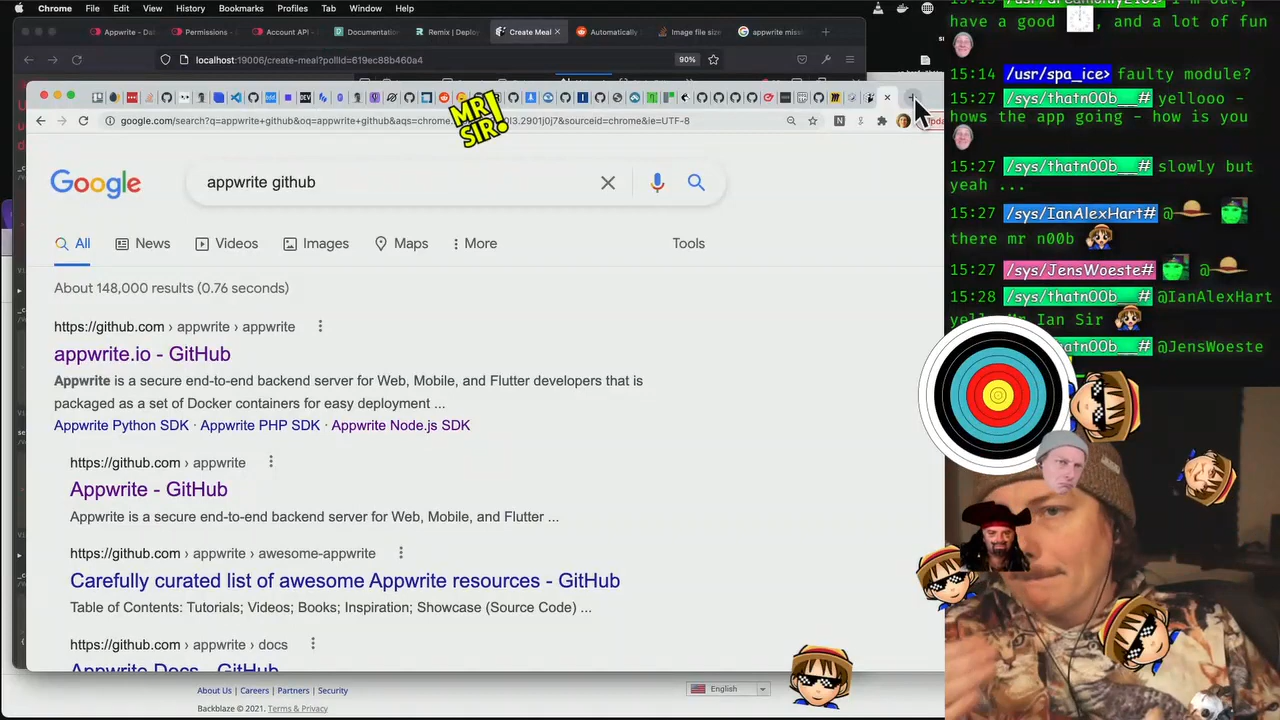 Chrome File Edit View History Bookmarks Profiles Tab Window Help
Appwrite - Da Permissions - Account API - Documentati Remix | Deploy Create Meal Automatically Image file size appwrite miss
localhost:19006/create-meal?pollid=619ec88b460a4 90%
MR! SIR!
Google
appwrite github
All News Videos Images Maps More Tools
About 148,000 results (0.76 seconds)
https://github.com › appwrite › appwrite
appwrite.io - GitHub
Appwrite is a secure end-to-end backend server for Web, Mobile, and Flutter developers that is
packaged as a set of Docker containers for easy deployment ...
Appwrite Python SDK · Appwrite PHP SDK · Appwrite Node.js SDK
https://github.com › appwrite
Appwrite - GitHub
Appwrite is a secure end-to-end backend server for Web, Mobile, and Flutter ...
https://github.com › appwrite › awesome-appwrite
Carefully curated list of awesome Appwrite resources - GitHub
Table of Contents: Tutorials; Videos; Books; Inspiration; Showcase (Source Code) ...
https://github.com › appwrite › docs
Appwrite Docs - GitHub
About Us | Careers | Partners | Security
English
Backblaze © 2021. Terms & Privacy
have a good , and a lot of fun
15:14 /usr/spa_ice> faulty module?
15:27 /sys/thatn00b__# yellooo -
hows the app going - how is you
15:27 /sys/thatn00b__# slowly but
yeah ...
15:27 /sys/IanAlexHart# @
there mr n00b
15:27 /sys/JensWoeste# @
15:28 /sys/thatn00b__# @IanAlexHart
Mr Ian Sir
@JensWoeste